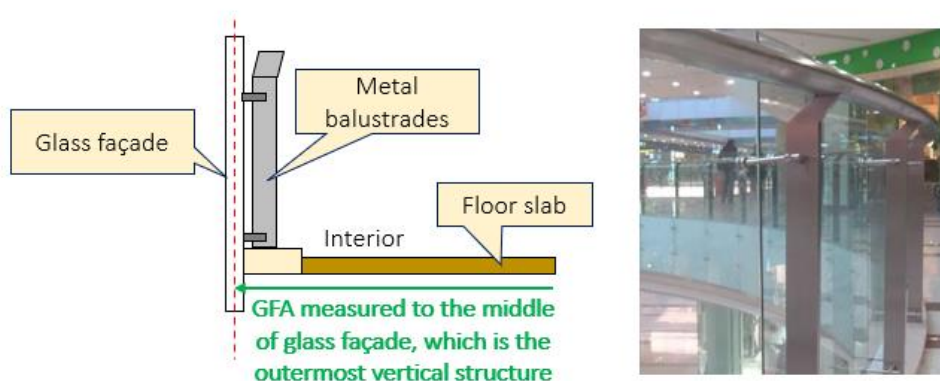 Metal
balustrades
Glass façade
Floor slab
Interior
GFA measured to the middle
of glass façade, which is the
outermost vertical structure